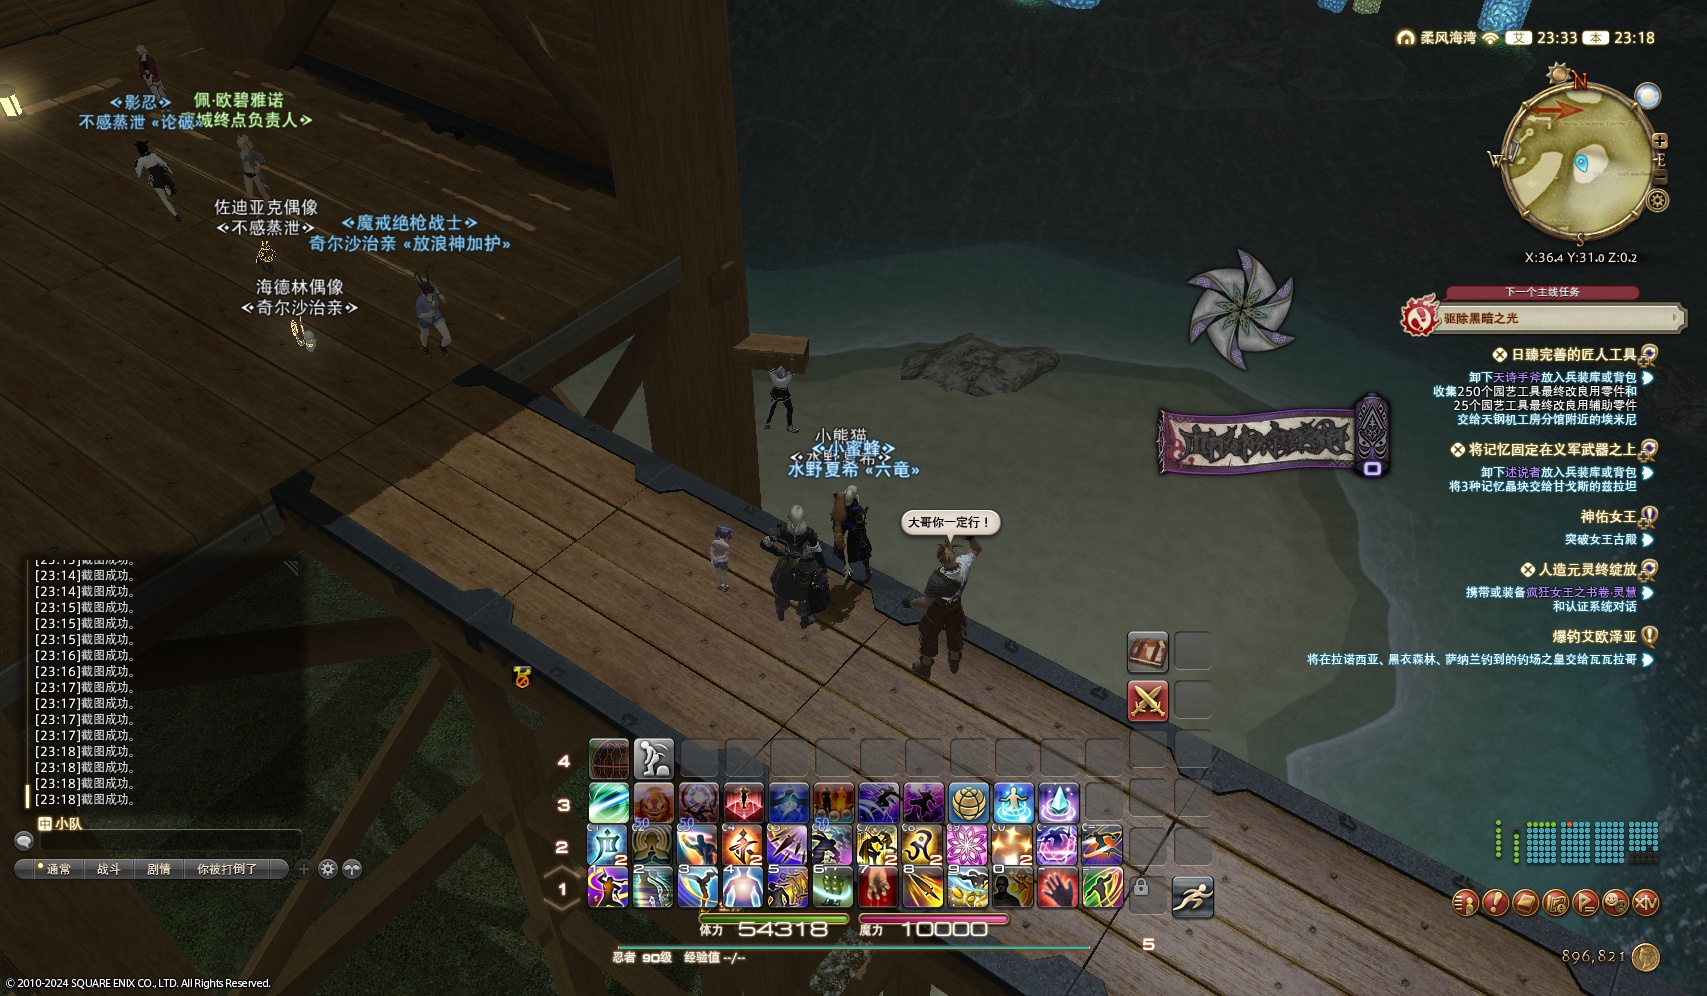 柔风海湾 艾 23:33 本 23:18
N
W
E
S
X:36.4 Y:31.0 Z:0.2
《影忍》
不感蒸泄 «论破»
佩·欧碧雅诺
城终点负责人》
佐迪亚克偶像
《不感蒸泄》
《魔戒绝枪战士》
奇尔沙治亲 «放浪神加护»
海德林偶像
《奇尔沙治亲》
小熊猫
《小蜜蜂》
水野夏希 «六竜»
大哥你一定行！
下一个主线任务
驱除黑暗之光
日臻完善的匠人工具
卸下天诗手斧放入兵装库或背包
收集250个园艺工具最终改良用零件和
25个园艺工具最终改良用辅助零件
交给天钢机工房分馆附近的埃米尼
将记忆固定在义军武器之上
卸下述说者放入兵装库或背包
将3种记忆晶块交给甘戈斯的兹拉坦
神佑女王
突破女王古殿
人造元灵终绽放
携带或装备疯狂女王之书卷·灵慧
和认证系统对话
爆钓艾欧泽亚
将在拉诺西亚、黑衣森林、萨纳兰钓到的钓场之皇交给瓦瓦拉哥
[23:14]截图成功。
[23:14]截图成功。
[23:15]截图成功。
[23:15]截图成功。
[23:15]截图成功。
[23:16]截图成功。
[23:16]截图成功。
[23:17]截图成功。
[23:17]截图成功。
[23:17]截图成功。
[23:17]截图成功。
[23:18]截图成功。
[23:18]截图成功。
[23:18]截图成功。
[23:18]截图成功。
中 小队
通常 战斗 剧情 你被打倒了
4
3
2
1
5
体力 54318 魔力 10000
忍者 90级 经验值 --/--
896,821
© 2010-2024 SQUARE ENIX CO., LTD. All Rights Reserved.